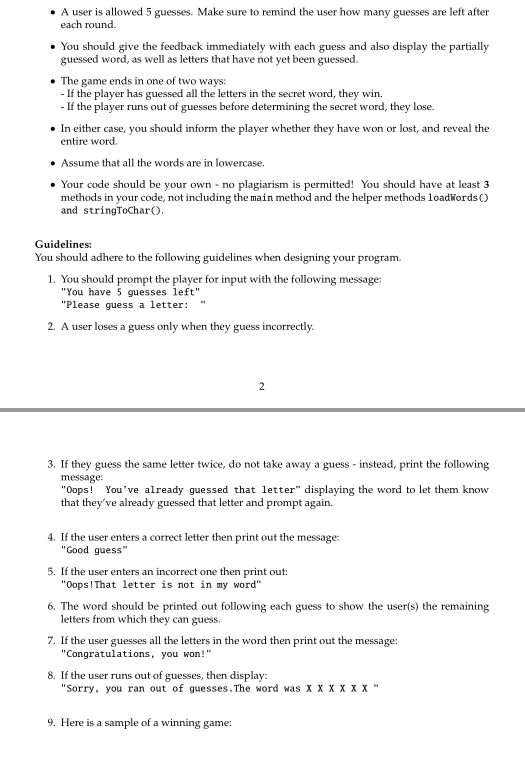 • A user is allowed 5 guesses. Make sure to remind the user how many guesses are left after
each round.
• You should give the feedback immediately with each guess and also display the partially
guessed word, as well as letters that have not yet been guessed.
• The game ends in one of two ways:
- If the player has guessed all the letters in the secret word, they win.
- If the player runs out of guesses before determining the secret word, they lose.
• In either case, you should inform the player whether they have won or lost, and reveal the
entire word.
• Assume that all the words are in lowercase.
• Your code should be your own - no plagiarism is permitted! You should have at least 3
methods in your code, not including the main method and the helper methods loadWords()
and stringToChar().
Guidelines:
You should adhere to the following guidelines when designing your program.
1. You should prompt the player for input with the following message:
"You have 5 guesses left"
"Please guess a letter: "
2. A user loses a guess only when they guess incorrectly.
2
3. If they guess the same letter twice, do not take away a guess - instead, print the following
message:
"Oops! You've already guessed that letter" displaying the word to let them know
that they've already guessed that letter and prompt again.
4. If the user enters a correct letter then print out the message:
"Good guess"
5. If the user enters an incorrect one then print out:
"Oops!That letter is not in my word"
6. The word should be printed out following each guess to show the user(s) the remaining
letters from which they can guess.
7. If the user guesses all the letters in the word then print out the message:
"Congratulations, you won!"
8. If the user runs out of guesses, then display:
"Sorry, you ran out of guesses.The word was X X X X X X "
9. Here is a sample of a winning game: